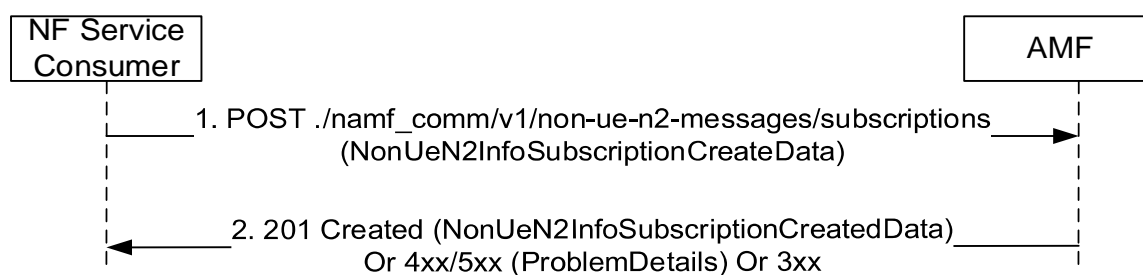 NF Service
Consumer
AMF
1. POST ./namf_comm/v1/non-ue-n2-messages/subscriptions
(NonUeN2InfoSubscriptionCreateData)
2. 201 Created (NonUeN2InfoSubscriptionCreatedData)
Or 4xx/5xx (ProblemDetails) Or 3xx